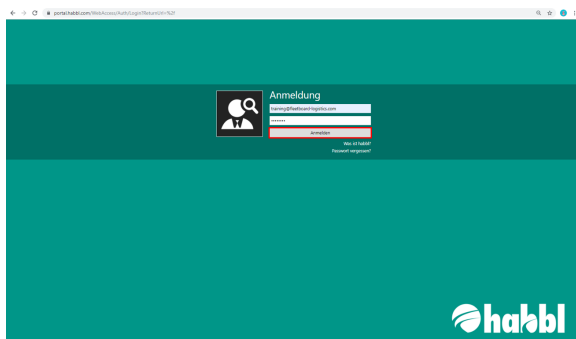 portal.habbl.com/WebAccess/Auth/Login?ReturnUrl=%2f
Anmeldung
training@fleetboard-logistics.com
Anmelden
Was ist habbl?
Passwort vergessen?
habbl